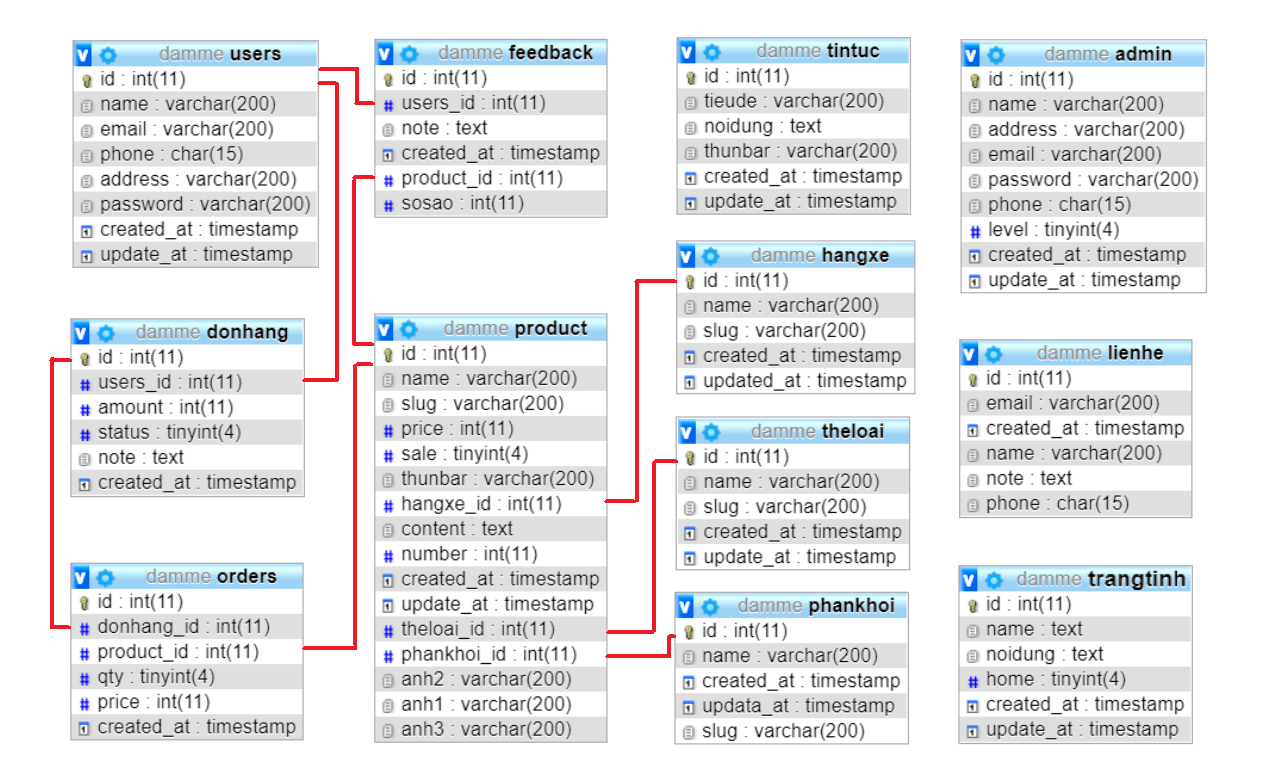 damme users
id : int(11)
name : varchar(200)
email : varchar(200)
phone : char(15)
address : varchar(200)
password : varchar(200)
created_at : timestamp
update_at : timestamp
damme feedback
id : int(11)
users_id : int(11)
note : text
created_at : timestamp
product_id : int(11)
sosao : int(11)
damme tintuc
id : int(11)
tieude : varchar(200)
noidung : text
thunbar : varchar(200)
created_at : timestamp
update_at : timestamp
damme admin
id : int(11)
name : varchar(200)
address : varchar(200)
email : varchar(200)
password : varchar(200)
phone : char(15)
level : tinyint(4)
created_at : timestamp
update_at : timestamp
damme donhang
id : int(11)
users_id : int(11)
amount : int(11)
status : tinyint(4)
note : text
created_at : timestamp
damme product
id : int(11)
name : varchar(200)
slug : varchar(200)
price : int(11)
sale : tinyint(4)
thunbar : varchar(200)
hangxe_id : int(11)
content : text
number : int(11)
created_at : timestamp
update_at : timestamp
theloai_id : int(11)
phankhoi_id : int(11)
anh2 : varchar(200)
anh1 : varchar(200)
anh3 : varchar(200)
damme hangxe
id : int(11)
name : varchar(200)
slug : varchar(200)
created_at : timestamp
updated_at : timestamp
damme lienhe
id : int(11)
email : varchar(200)
created_at : timestamp
name : varchar(200)
note : text
phone : char(15)
damme theloai
id : int(11)
name : varchar(200)
slug : varchar(200)
created_at : timestamp
update_at : timestamp
damme orders
id : int(11)
donhang_id : int(11)
product_id : int(11)
qty : tinyint(4)
price : int(11)
created_at : timestamp
damme phankhoi
id : int(11)
name : varchar(200)
created_at : timestamp
updata_at : timestamp
slug : varchar(200)
damme trangtinh
id : int(11)
name : text
noidung : text
home : tinyint(4)
created_at : timestamp
update_at : timestamp